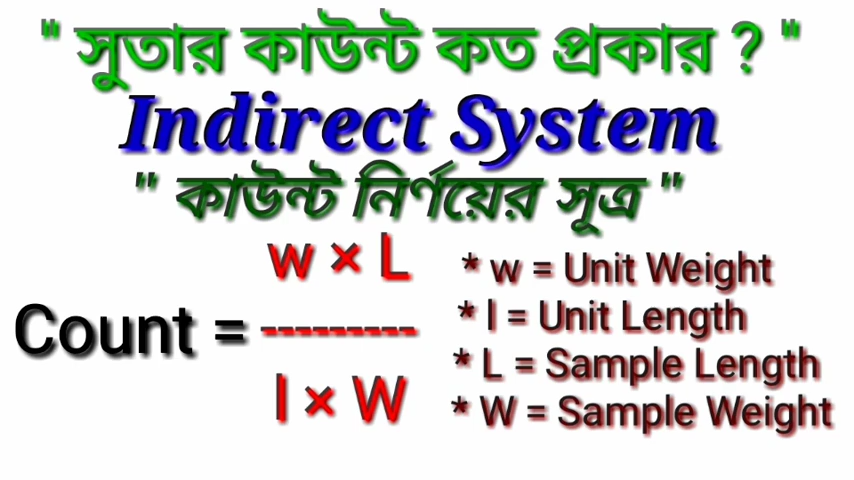 " সুতার কাউন্ট কত প্রকার ? "
Indirect System
" কাউন্ট নির্ণয়ের সূত্র "
w × L
Count = ---------
l × W
* w = Unit Weight
* l = Unit Length
* L = Sample Length
* W = Sample Weight